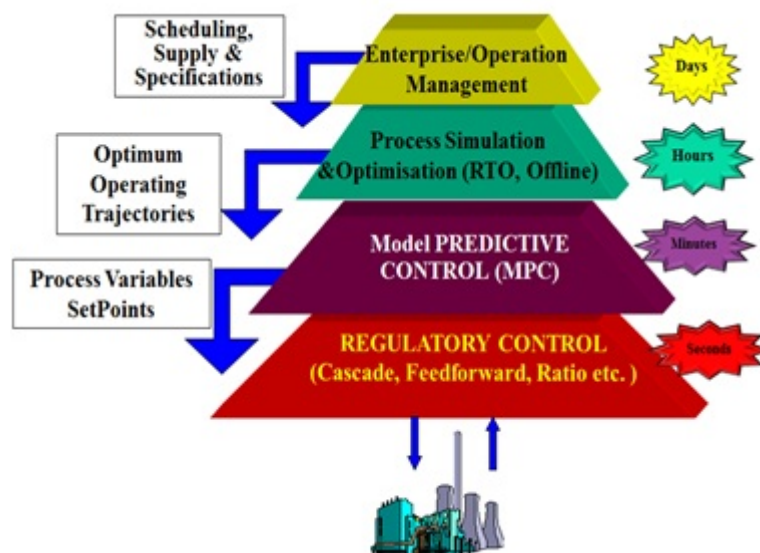 Scheduling,
Supply &
Specifications
Enterprise/Operation
Management
Days
Optimum
Operating
Trajectories
Process Simulation
&Optimisation (RTO, Offline)
Hours
Process Variables
SetPoints
Model PREDICTIVE
CONTROL (MPC)
Minutes
REGULATORY CONTROL
(Cascade, Feedforward, Ratio etc. )
Seconds